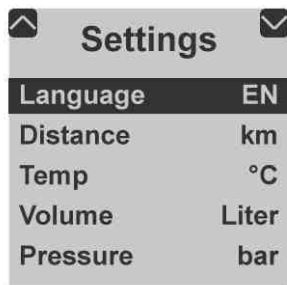 Settings
Language EN
Distance km
Temp °C
Volume Liter
Pressure bar